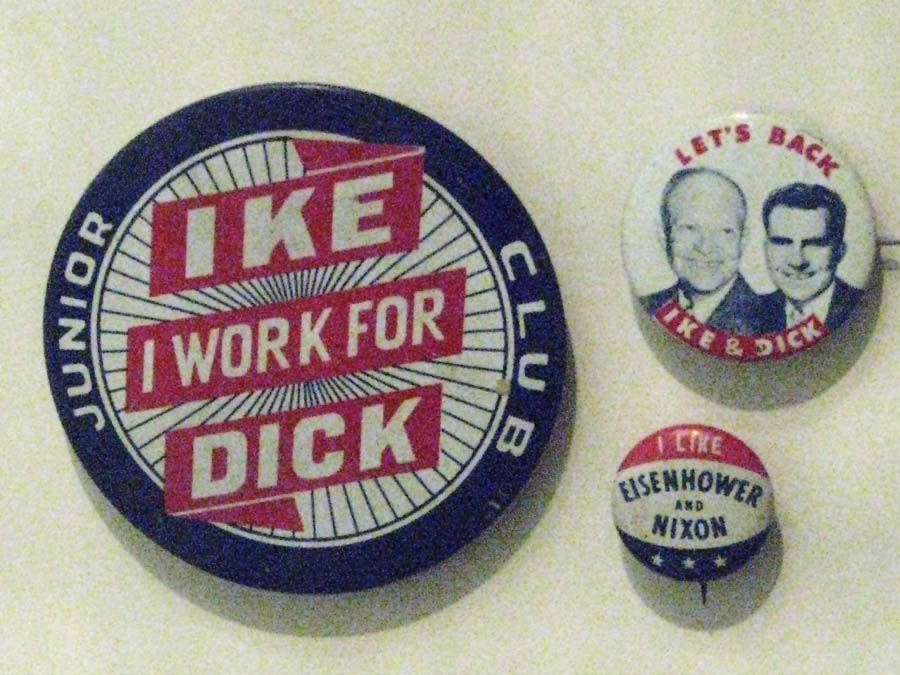 JUNIOR
IKE
I WORK FOR
DICK
CLUB
LET'S BACK
IKE & DICK
I LIKE
EISENHOWER
AND
NIXON